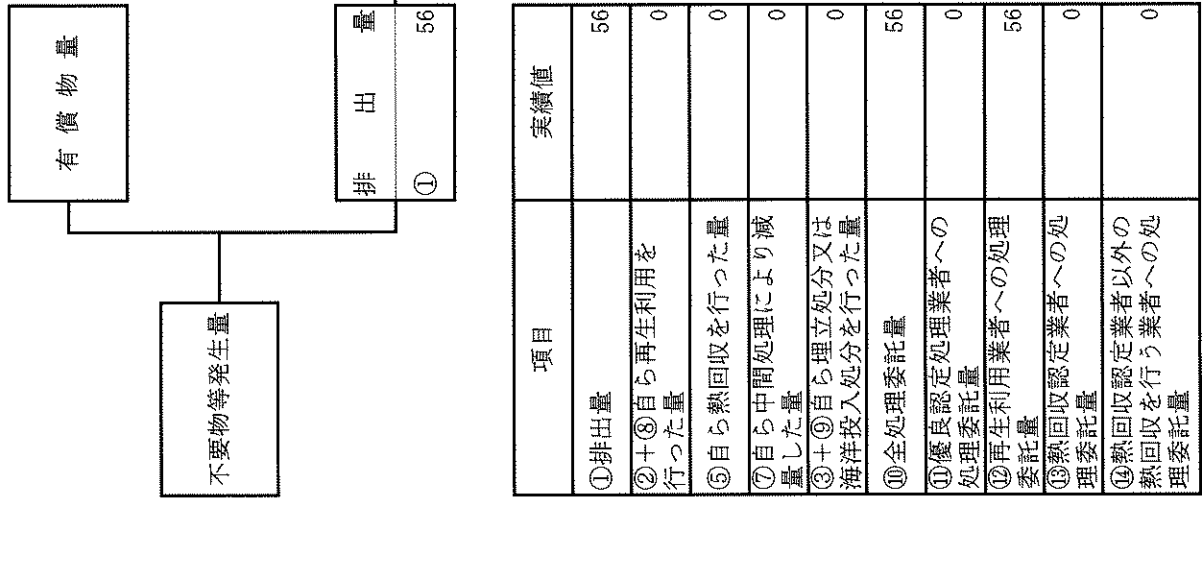 有償物量
不要物等発生量
排出量
① 56
項目 実績値
①排出量 56
②+⑧自ら再生利用を
行った量 0
⑤自ら熱回収を行った量 0
⑦自ら中間処理により減
量した量 0
③+⑨自ら埋立処分又は
海洋投入処分を行った量 0
⑩全処理委託量 56
⑪優良認定処理業者への
処理委託量 0
⑫再生利用業者への処理
委託量 56
⑬熱回収認定業者への処
理委託量 0
⑭熱回収認定業者以外の
熱回収を行う業者への処
理委託量 0